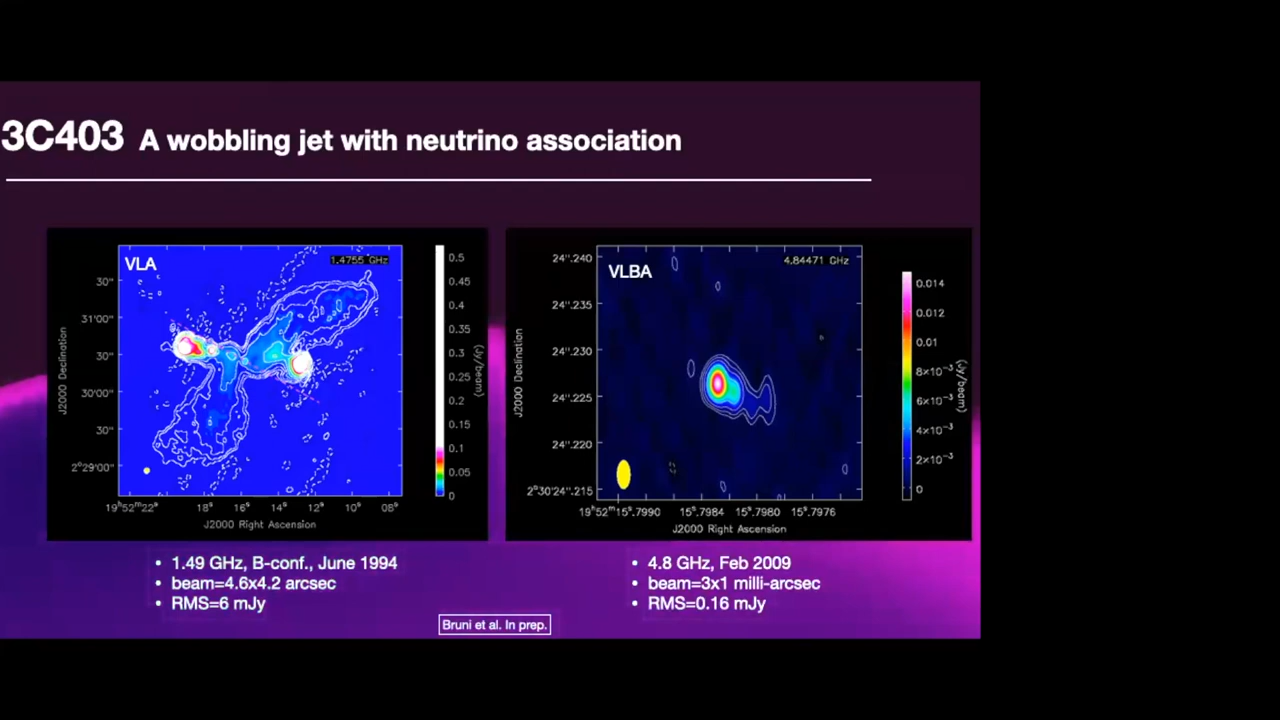 3C403 A wobbling jet with neutrino association
VLA
1.4755 GHz
J2000 Declination
30''
31'00''
30''
30'00''
30''
2°29'00''
19ʰ52ᵐ22ˢ
18ˢ
16ˢ
14ˢ
12ˢ
10ˢ
08ˢ
J2000 Right Ascension
0.5
0.45
0.4
0.35
0.3
0.25
0.2
0.15
0.1
0.05
0
(Jy/beam)
VLBA
4.84471 GHz
J2000 Declination
24''.240
24''.235
24''.230
24''.225
24''.220
2°30'24''.215
19ʰ52ᵐ15ˢ.7990
15ˢ.7984
15ˢ.7980
15ˢ.7976
J2000 Right Ascension
0.014
0.012
0.01
8×10⁻³
6×10⁻³
4×10⁻³
2×10⁻³
0
(Jy/beam)
• 1.49 GHz, B-conf., June 1994
• beam=4.6x4.2 arcsec
• RMS=6 mJy
• 4.8 GHz, Feb 2009
• beam=3x1 milli-arcsec
• RMS=0.16 mJy
Bruni et al. In prep.